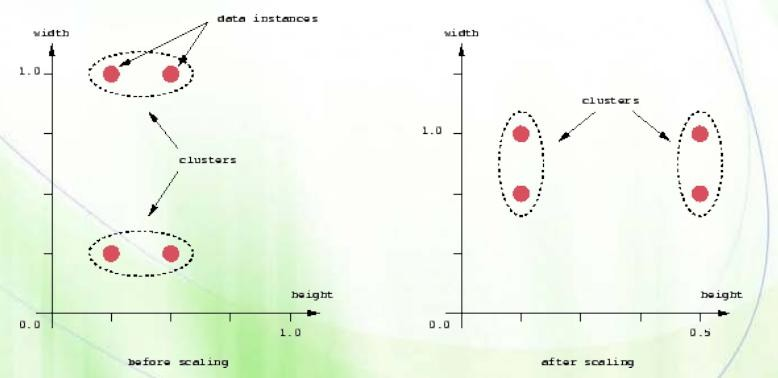 data instances
width
1.0
clusters
height
0.0
1.0
before scaling
width
clusters
1.0
height
0.0
0.5
after scaling